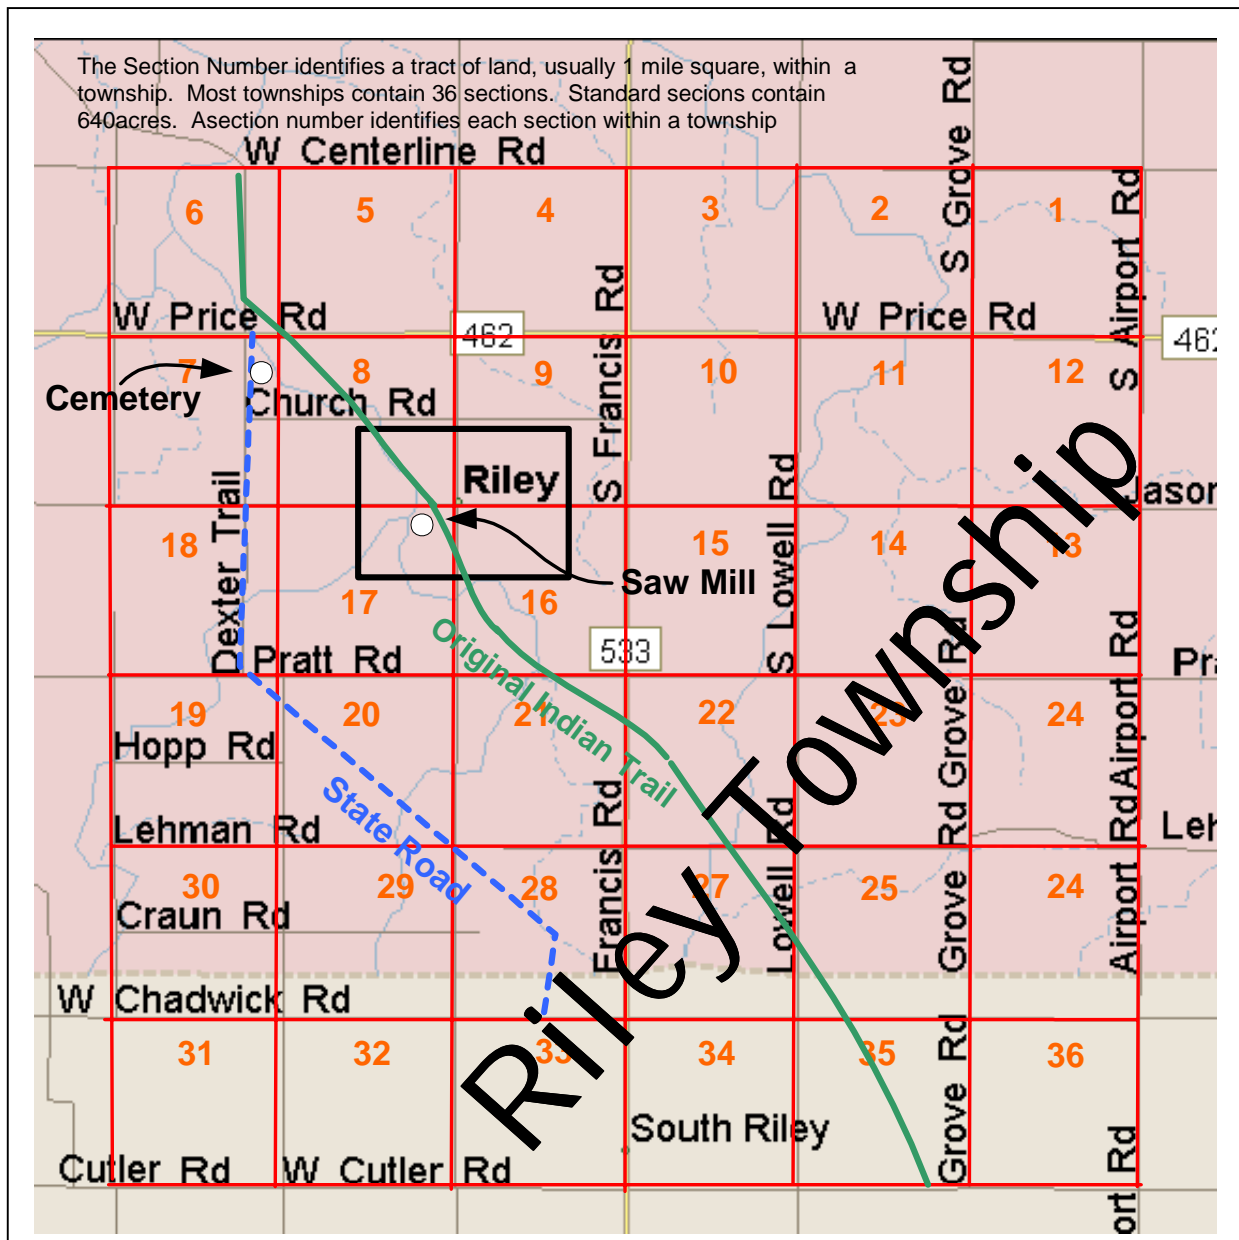 The Section Number identifies a tract of land, usually 1 mile square, within a
township. Most townships contain 36 sections. Standard secions contain
640acres. Asection number identifies each section within a township
W Centerline Rd
S Grove Rd
S Airport Rd
6 5 4 3 2 1
S Francis Rd
W Price Rd
462
W Price Rd
462
7 8 9 10 11 12
Cemetery
Church Rd
Riley
Jason
Dexter Trail
S Lowell Rd
18
17
16
15 14 13
Saw Mill
Pratt Rd
533
Pra
Original Indian Trail
19 20 21 22 23 24
Hopp Rd
Grove Rd
Airport Rd
State Road
Lehman Rd
Francis Rd
Lowell Rd
Grove Rd
Airport Rd
Leh
30 29 28 27 25 24
Craun Rd
Riley Township
W Chadwick Rd
31 32 33 34 35 36
Grove Rd
South Riley
Cutler Rd
W Cutler Rd
Rd
ort